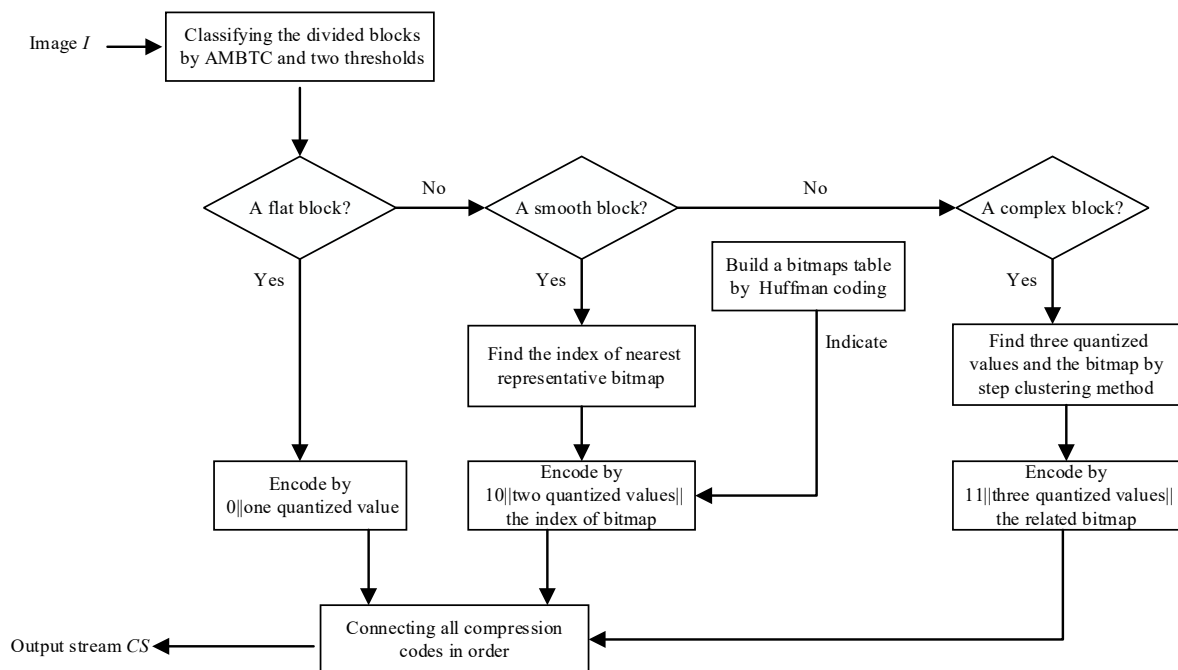 Image I
Classifying the divided blocks
by AMBTC and two thresholds
A flat block?
No
A smooth block?
No
A complex block?
Yes
Yes
Build a bitmaps table
by Huffman coding
Yes
Indicate
Find the index of nearest
representative bitmap
Find three quantized
values and the bitmap by
step clustering method
Encode by
0||one quantized value
Encode by
10||two quantized values||
the index of bitmap
Encode by
11||three quantized values||
the related bitmap
Connecting all compression
codes in order
Output stream CS